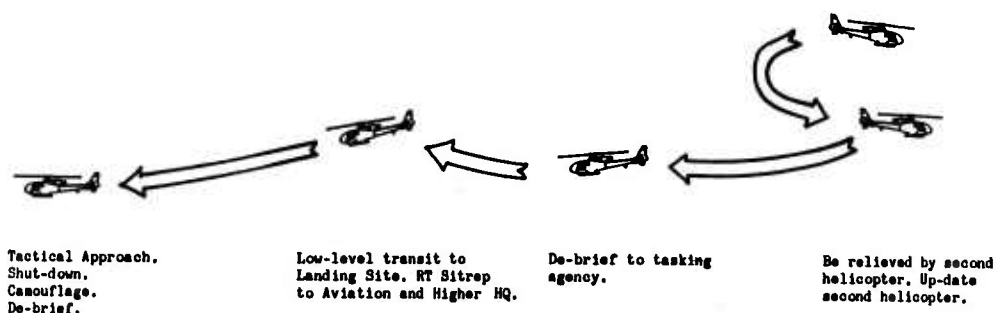 Tactical Approach.
Shut-down.
Camouflage.
De-brief.
Low-level transit to
Landing Site. RT Sitrep
to Aviation and Higher HQ.
De-brief to tasking
agency.
Be relieved by second
helicopter. Up-date
second helicopter.